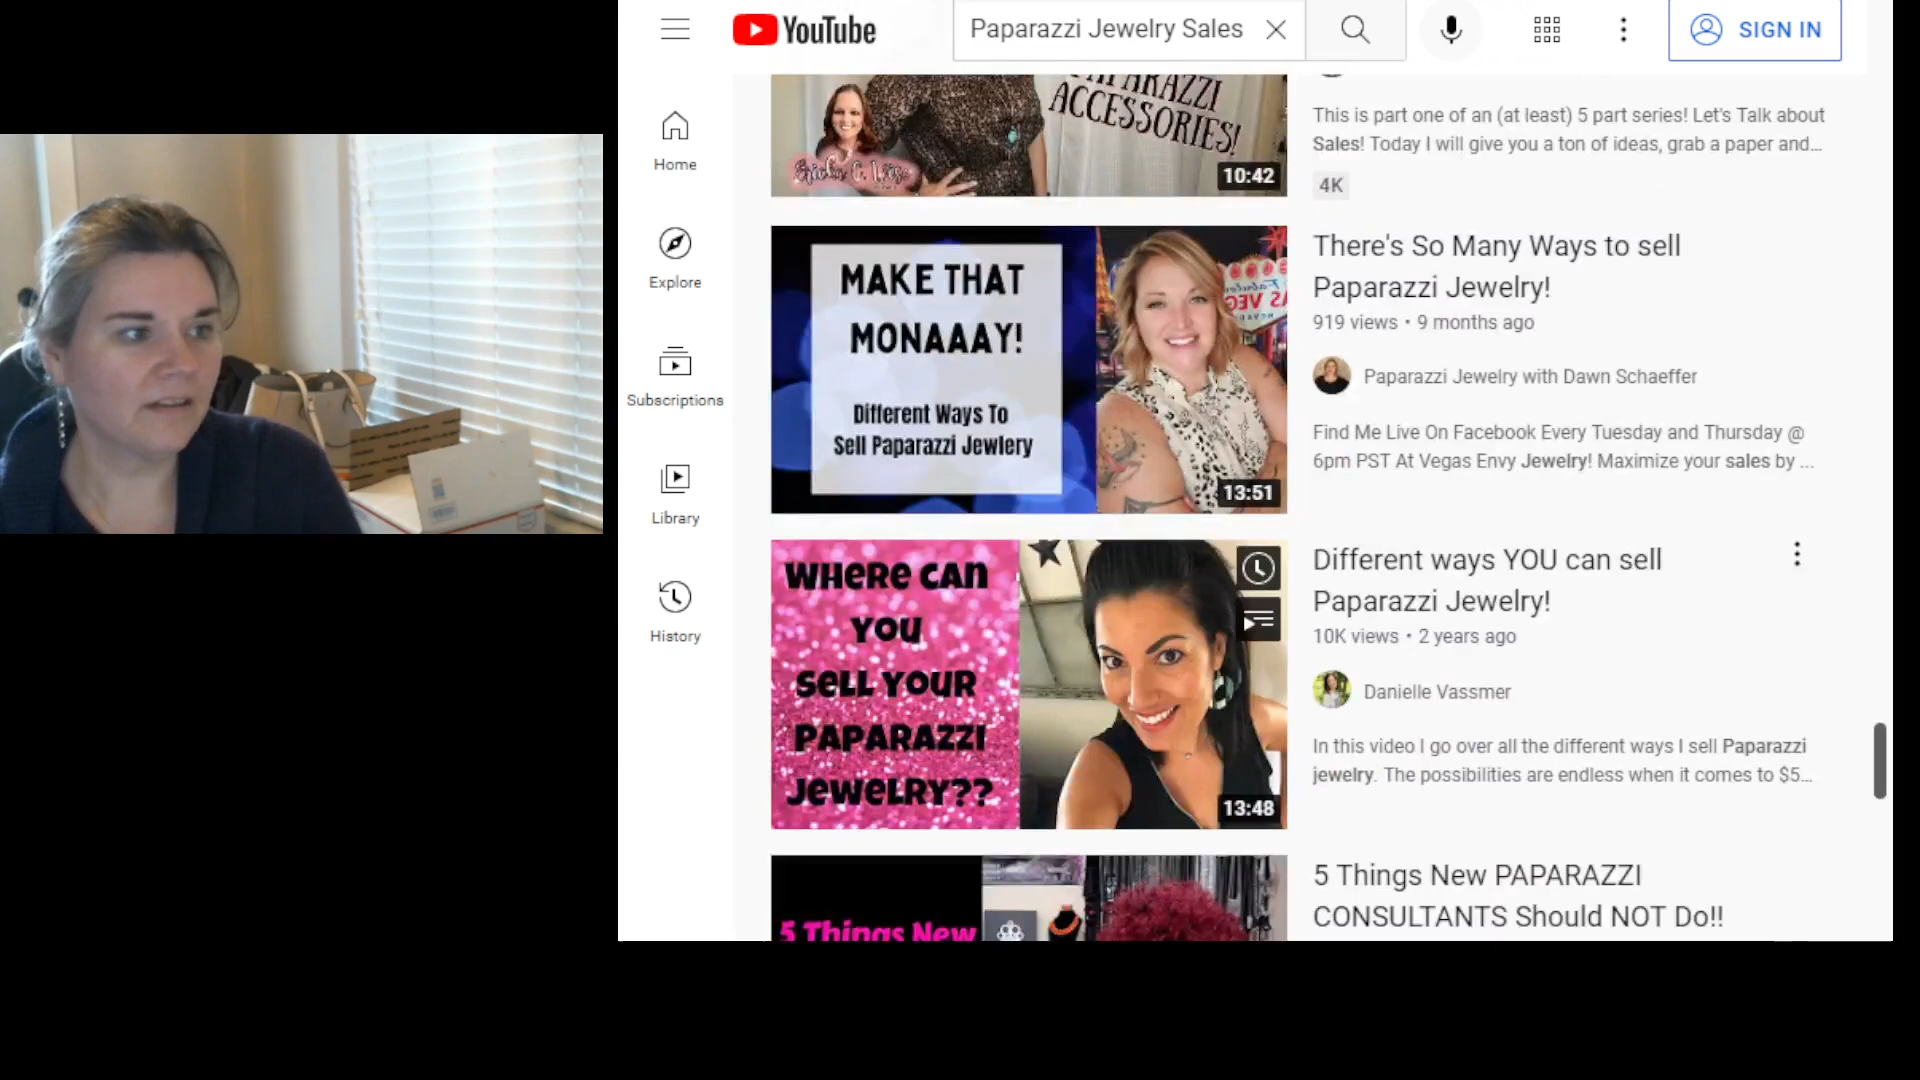 YouTube
Paparazzi Jewelry Sales
SIGN IN
Home
Explore
Subscriptions
Library
History
PAPARAZZI
ACCESSORIES!
10:42
This is part one of an (at least) 5 part series! Let's Talk about
Sales! Today I will give you a ton of ideas, grab a paper and...
4K
MAKE THAT
MONAAAY!
Different Ways To
Sell Paparazzi Jewlery
13:51
There's So Many Ways to sell
Paparazzi Jewelry!
919 views • 9 months ago
Paparazzi Jewelry with Dawn Schaeffer
Find Me Live On Facebook Every Tuesday and Thursday @
6pm PST At Vegas Envy Jewelry! Maximize your sales by ...
WHERE CAN
YOU
SELL YOUR
PAPARAZZI
JEWELRY??
13:48
Different ways YOU can sell
Paparazzi Jewelry!
10K views • 2 years ago
Danielle Vassmer
In this video I go over all the different ways I sell Paparazzi
jewelry. The possibilities are endless when it comes to $5...
5 Things New
5 Things New PAPARAZZI
CONSULTANTS Should NOT Do!!